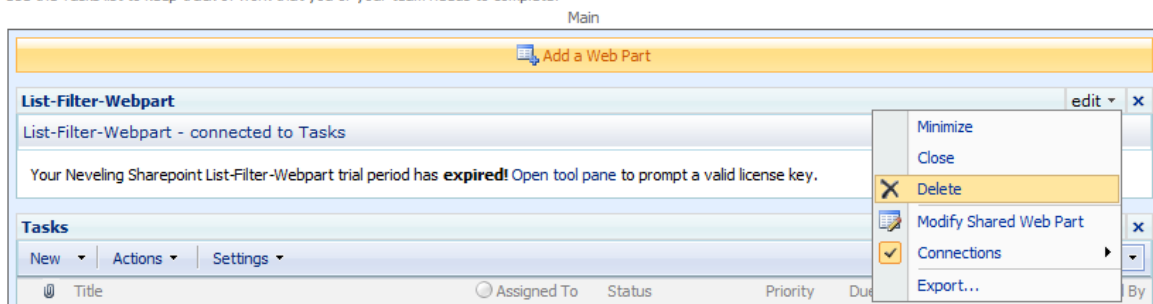 Main
Add a Web Part
List-Filter-Webpart edit
List-Filter-Webpart - connected to Tasks
Minimize
Close
Your Neveling Sharepoint List-Filter-Webpart trial period has expired! Open tool pane to prompt a valid license key.
Delete
Modify Shared Web Part
Tasks
New Actions Settings
Connections
Export...
Title Assigned To Status Priority Due By